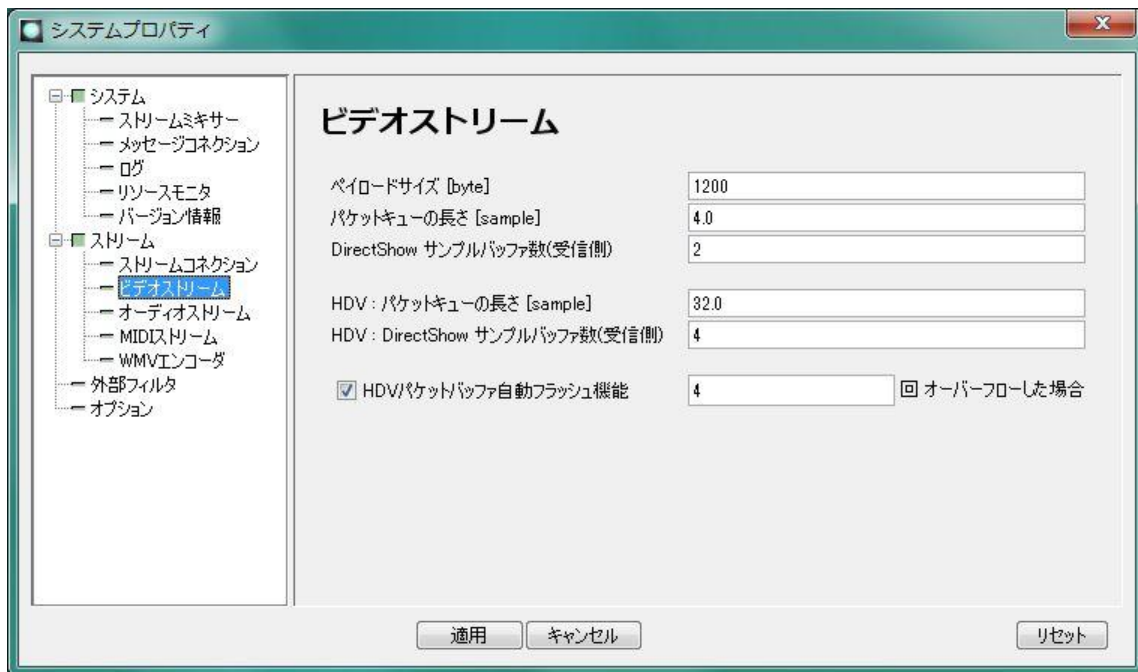 システムプロパティ
システム
ストリームミキサー
メッセージコネクション
ログ
リソースモニタ
バージョン情報
ストリーム
ストリームコネクション
ビデオストリーム
オーディオストリーム
MIDIストリーム
WMVエンコーダ
外部フィルタ
オプション
ビデオストリーム
ペイロードサイズ [byte] 1200
パケットキューの長さ [sample] 4.0
DirectShow サンプルバッファ数(受信側) 2
HDV : パケットキューの長さ [sample] 32.0
HDV : DirectShow サンプルバッファ数(受信側) 4
HDVパケットバッファ自動フラッシュ機能 4 回 オーバーフローした場合
適用 キャンセル リセット